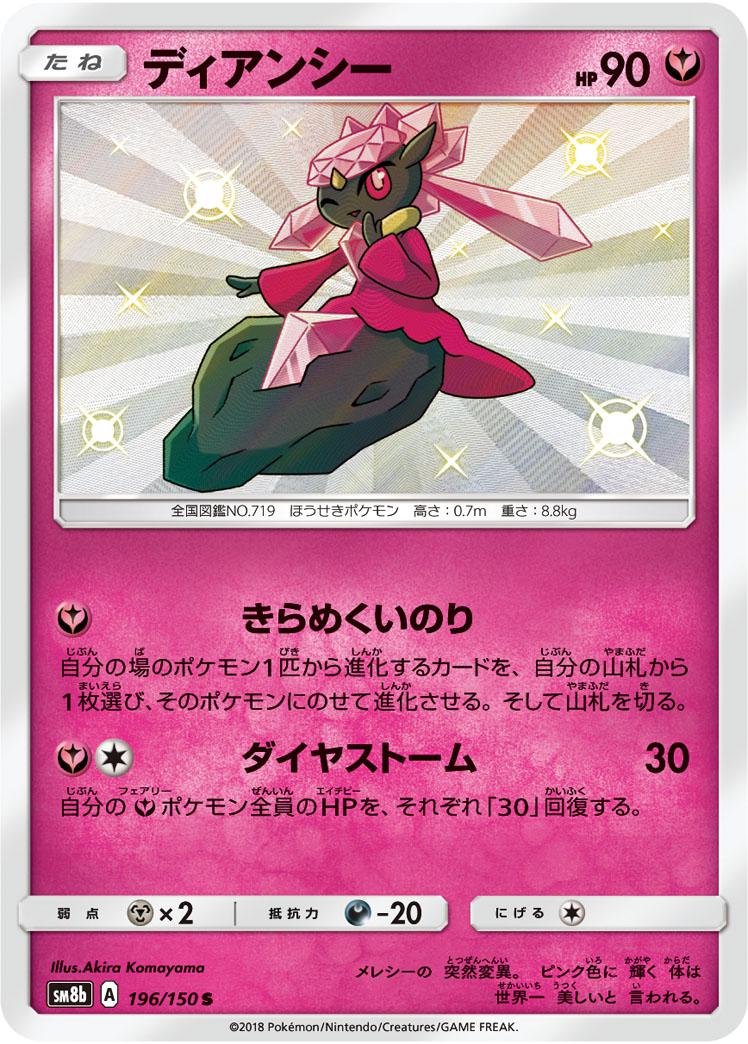 たね ディアンシー HP 90
全国図鑑NO.719 ほうせきポケモン 高さ:0.7m 重さ:8.8kg
きらめくいのり
自分の場のポケモン1匹から進化するカードを、自分の山札から
1枚選び、そのポケモンにのせて進化させる。そして山札を切る。
ダイヤストーム 30
自分のポケモン全員のHPを、それぞれ「30」回復する。
弱点 ×2 抵抗力 -20 にげる
Illus.Akira Komayama
メレシーの 突然変異。 ピンク色に 輝く 体は
世界一 美しいと 言われる。
SM8b A 196/150 S
©2018 Pokémon/Nintendo/Creatures/GAME FREAK.